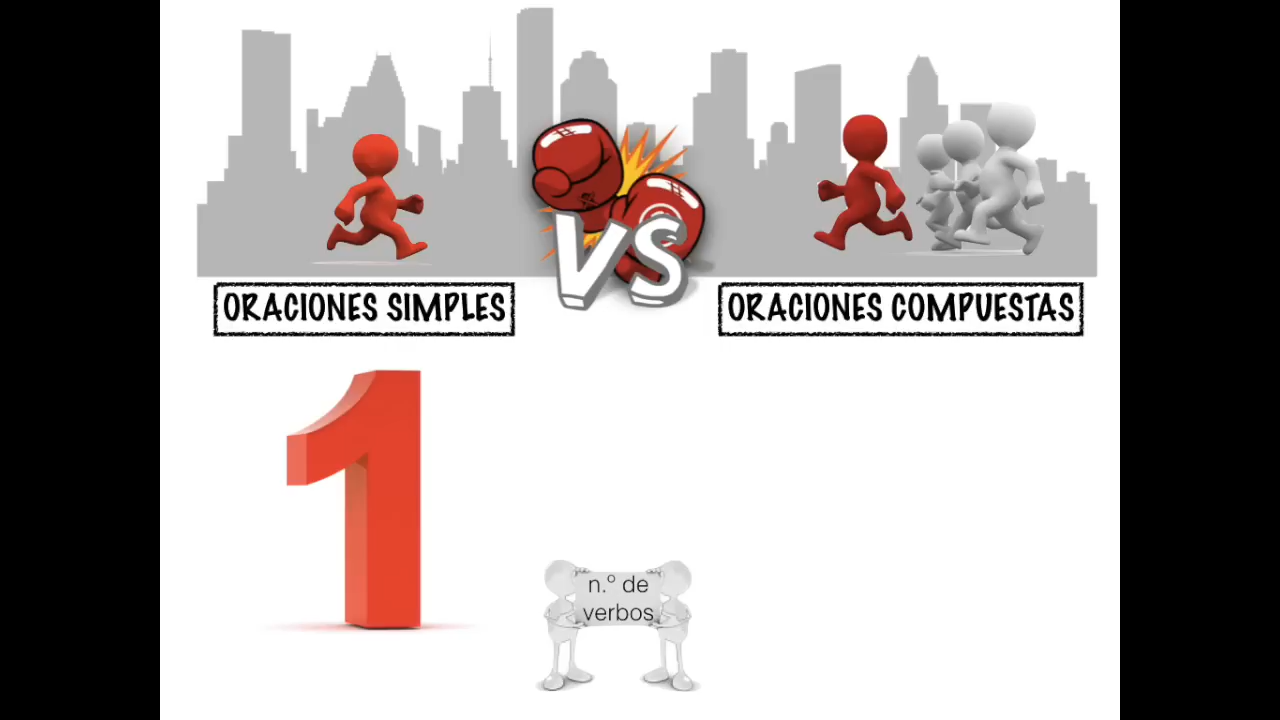 VS
ORACIONES SIMPLES
ORACIONES COMPUESTAS
1
n.º de
verbos